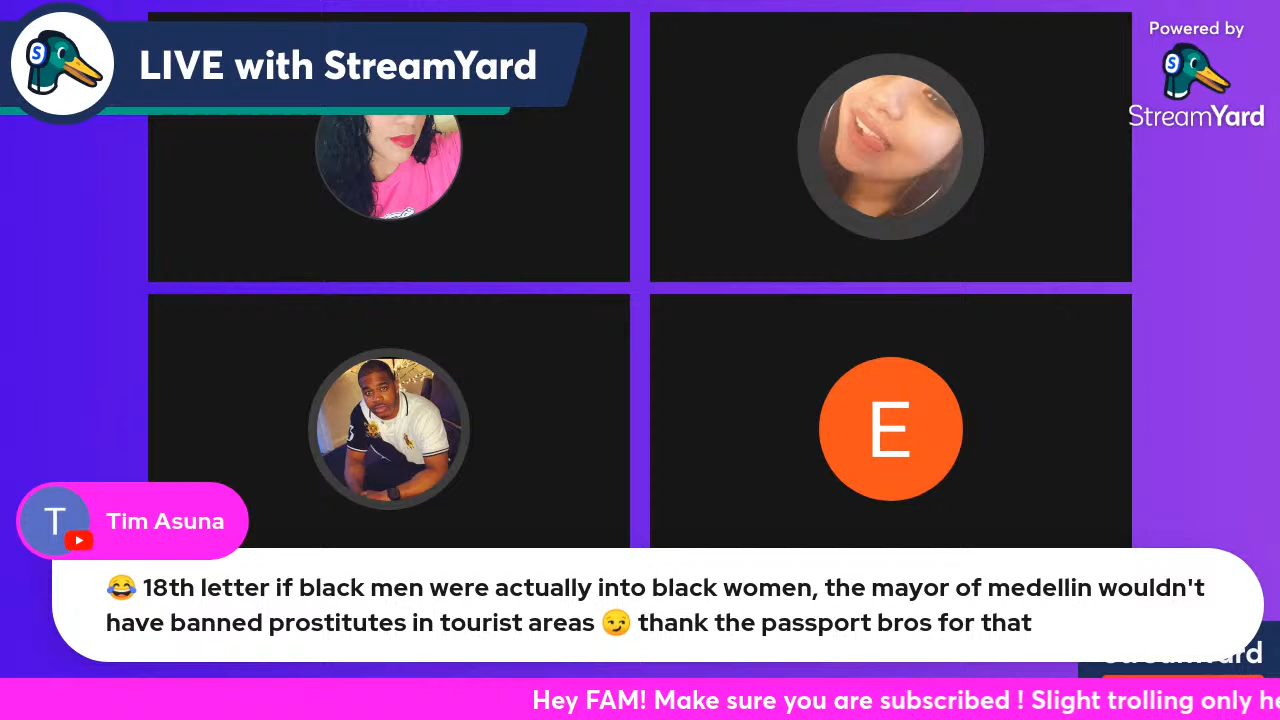 LIVE with StreamYard
Powered by
S
StreamYard
E
T
Tim Asuna
😂 18th letter if black men were actually into black women, the mayor of medellin wouldn't
have banned prostitutes in tourist areas 😏 thank the passport bros for that
Hey FAM! Make sure you are subscribed ! Slight trolling only he